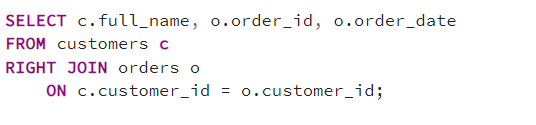 SELECT c.full_name, o.order_id, o.order_date
FROM customers c
RIGHT JOIN orders o
    ON c.customer_id = o.customer_id;